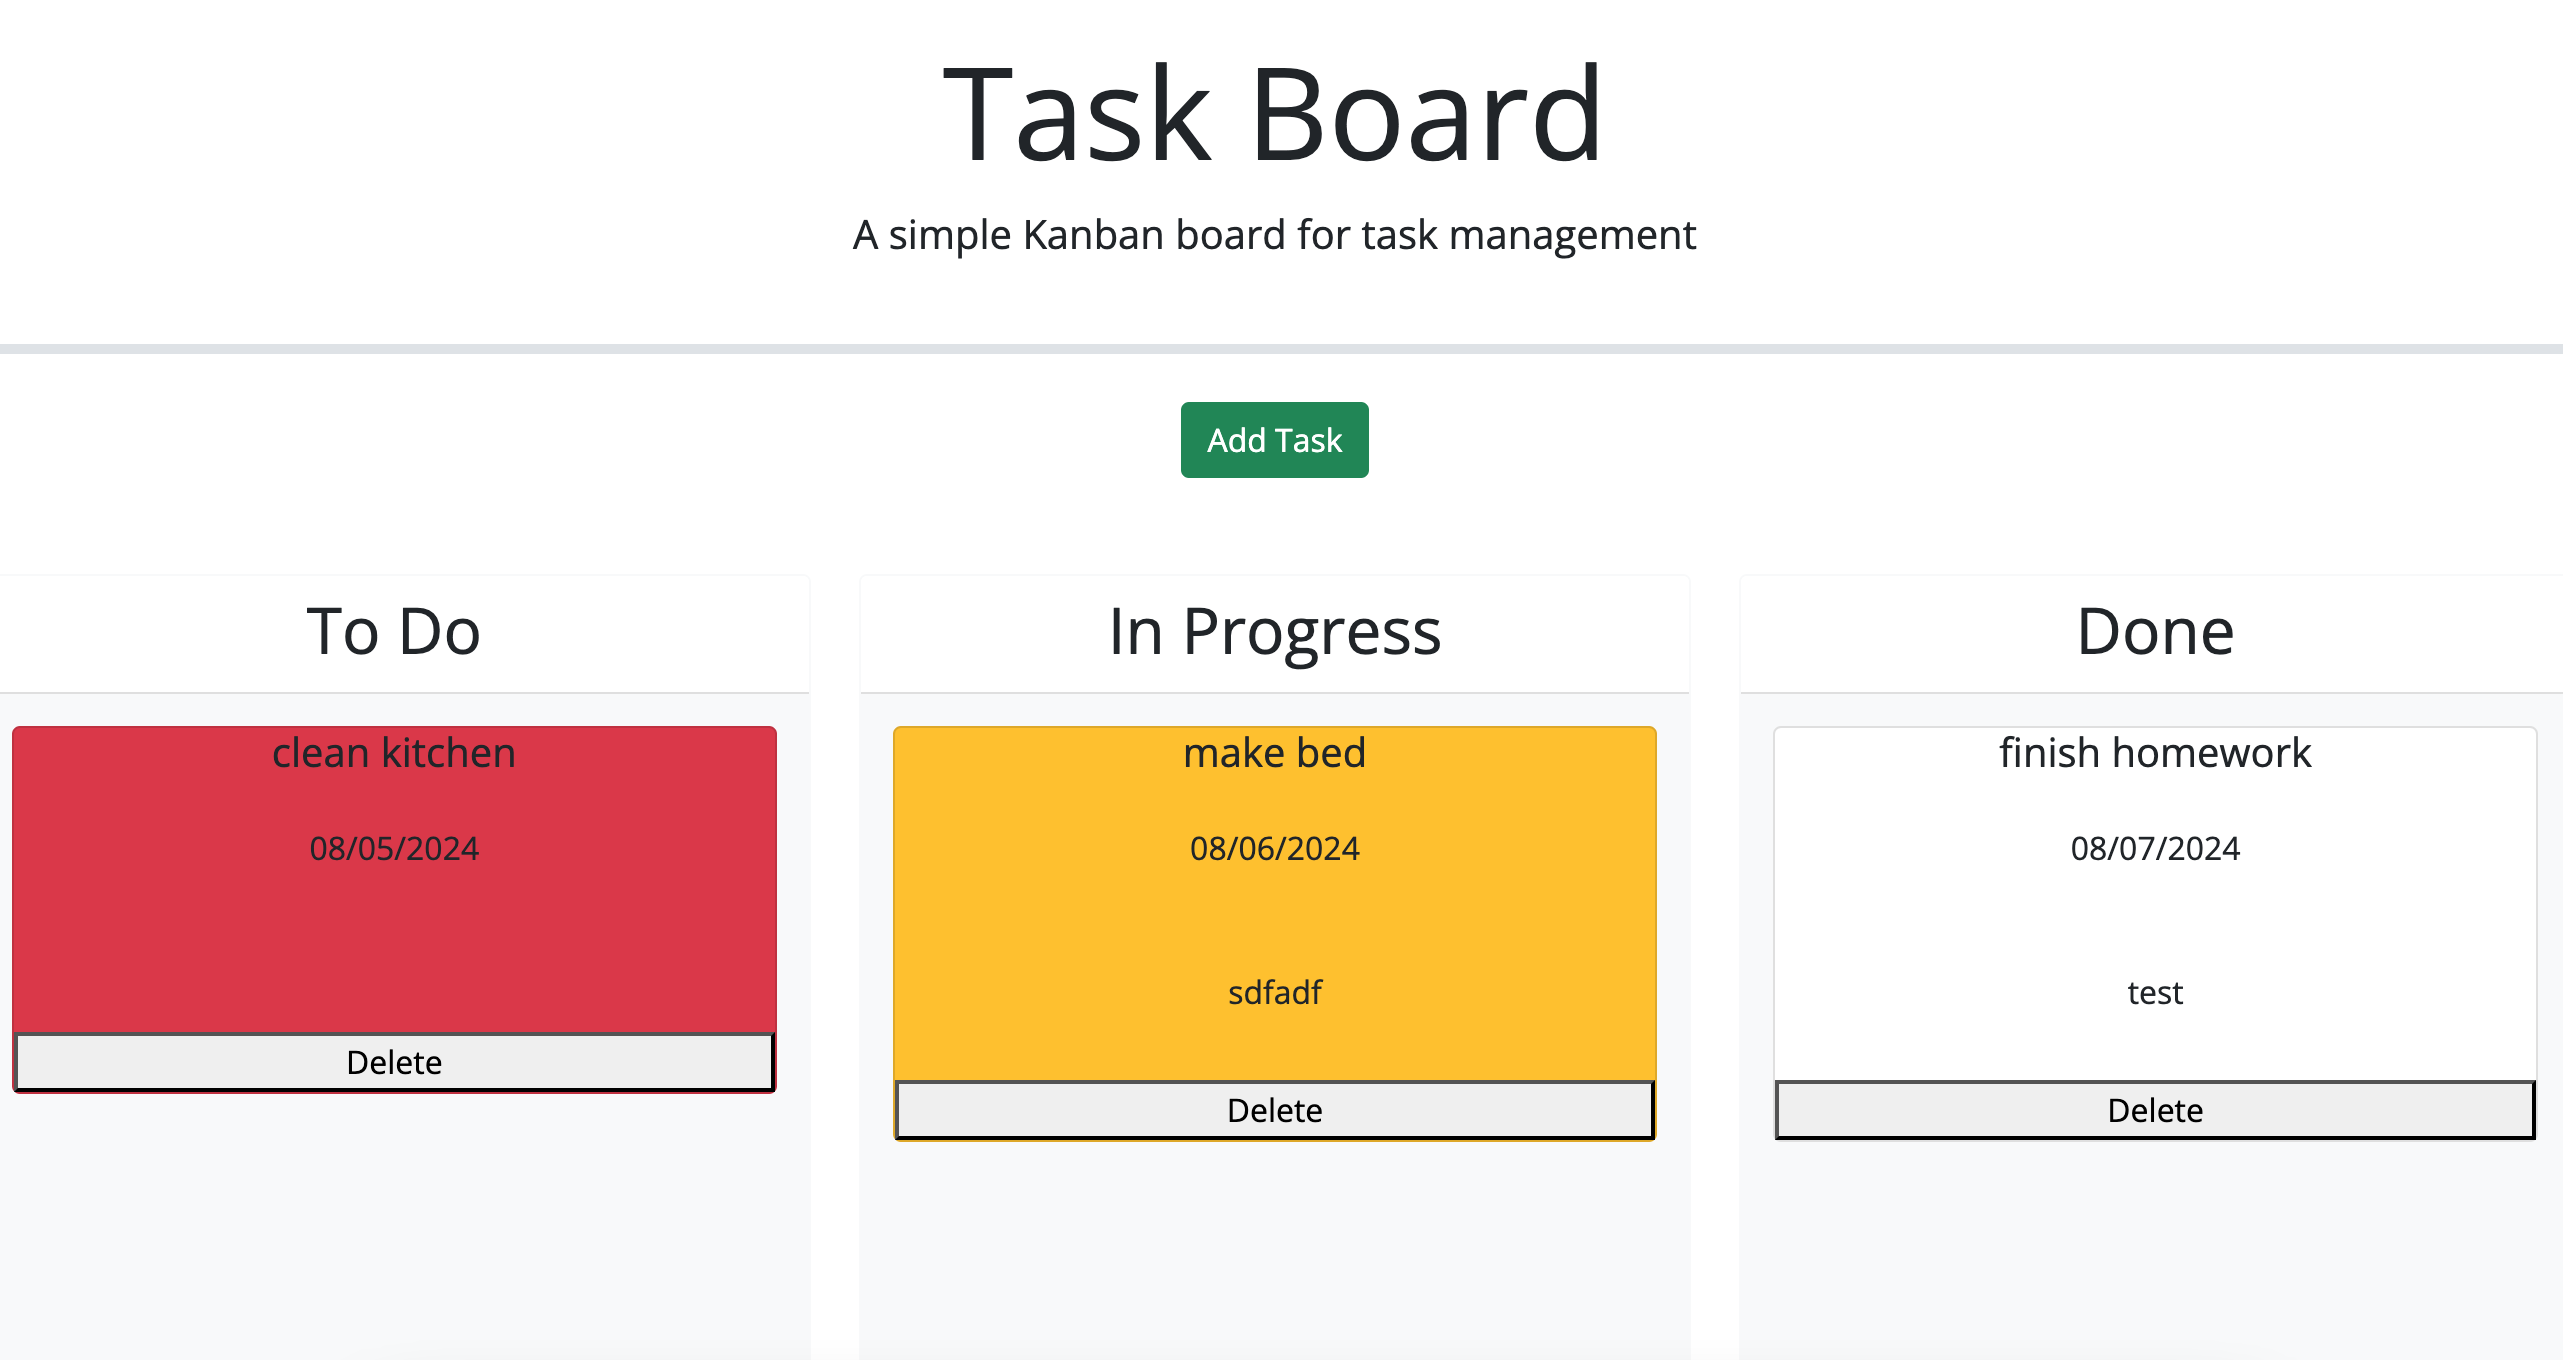 Task Board
A simple Kanban board for task management
Add Task
To Do
clean kitchen
08/05/2024
Delete
In Progress
make bed
08/06/2024
sdfadf
Delete
Done
finish homework
08/07/2024
test
Delete